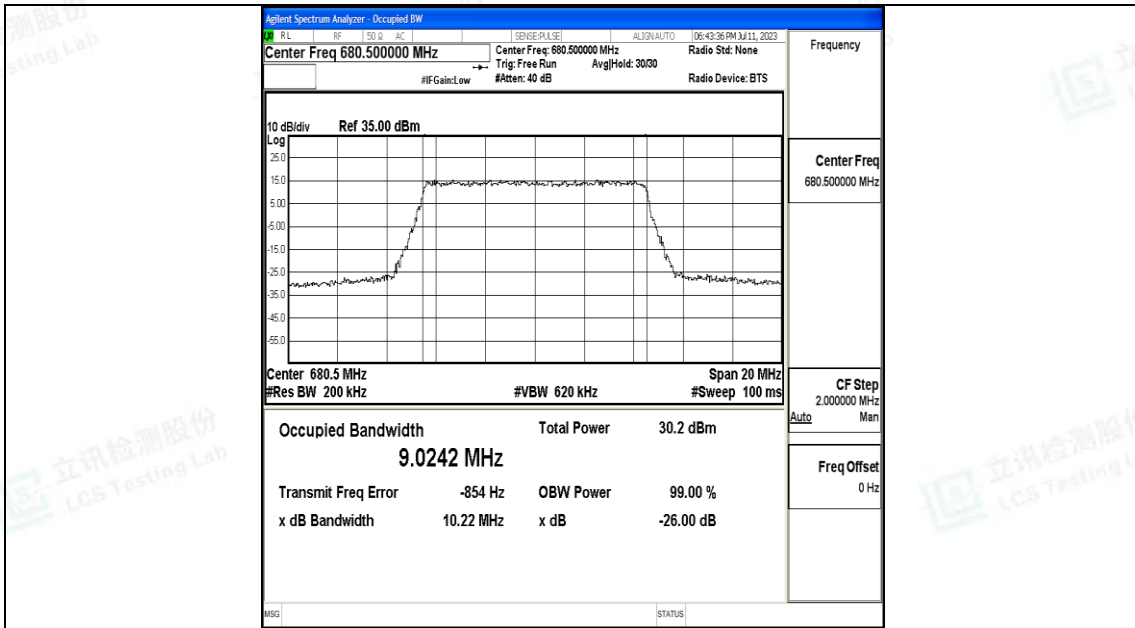 Agilent Spectrum Analyzer - Occupied BW
RL RF 50 Ω AC SENSE:PULSE ALIGN AUTO 06:43:36 PM Jul 11, 2023
Center Freq 680.500000 MHz
Center Freq: 680.500000 MHz Radio Std: None
Trig: Free Run Avg|Hold: 30/30
#IFGain:Low #Atten: 40 dB Radio Device: BTS
10 dB/div Ref 35.00 dBm
Log
25.0
15.0
5.00
-5.00
-15.0
-25.0
-35.0
-45.0
-55.0
Center 680.5 MHz Span 20 MHz
#Res BW 200 kHz #VBW 620 kHz #Sweep 100 ms
Occupied Bandwidth Total Power 30.2 dBm
9.0242 MHz
Transmit Freq Error -854 Hz OBW Power 99.00 %
x dB Bandwidth 10.22 MHz x dB -26.00 dB
MSG STATUS
Frequency
Center Freq
680.500000 MHz
CF Step
2.000000 MHz
Auto Man
Freq Offset
0 Hz
立讯检测股份
LCS Testing Lab